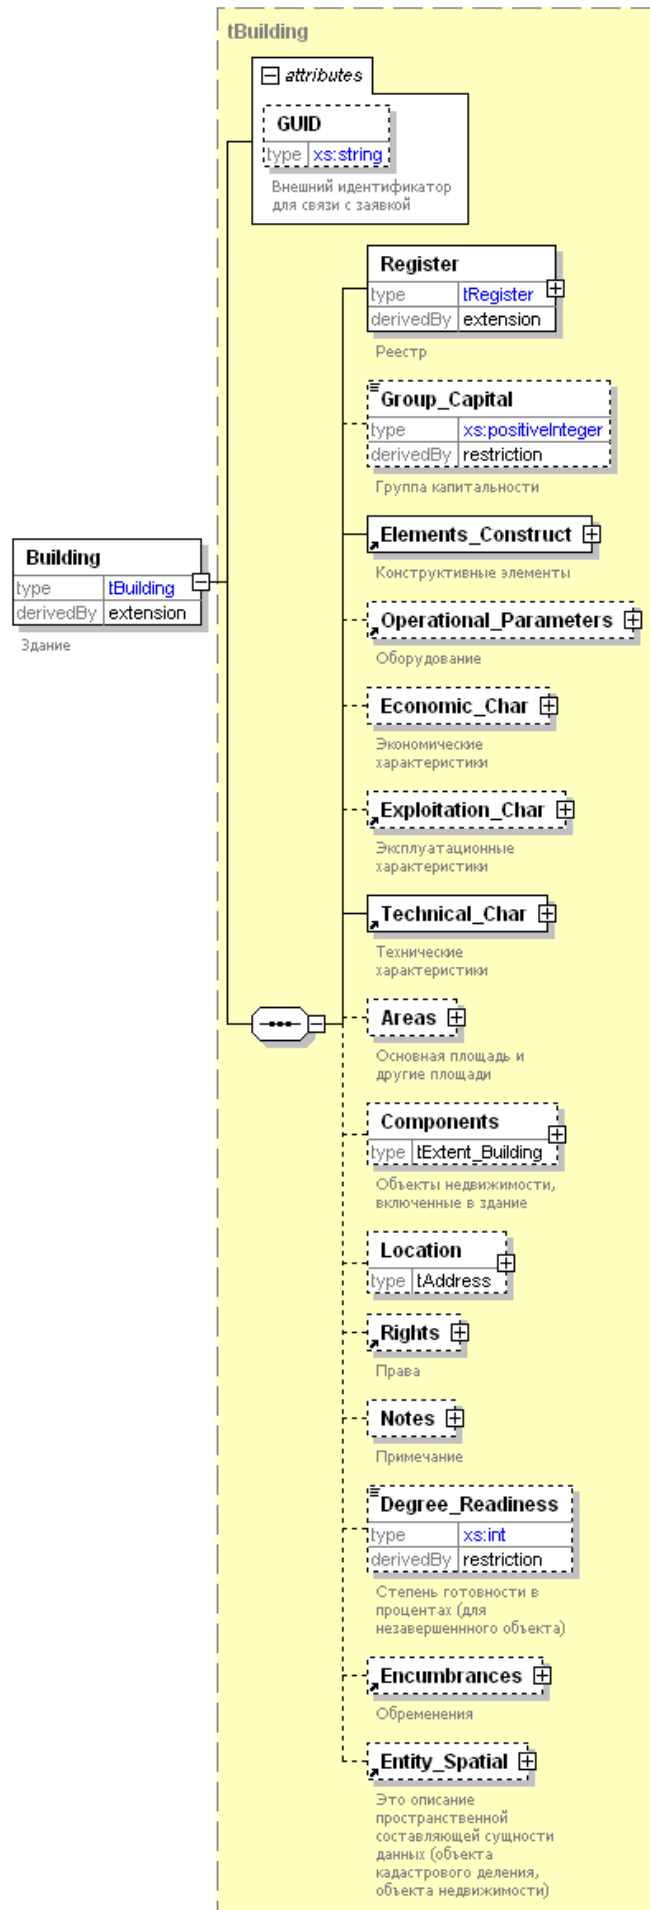 tBuilding
attributes
GUID
type xs:string
Внешний идентификатор
для связи с заявкой
Register
type tRegister
derivedBy extension
Реестр
Group_Capital
type xs:positiveInteger
derivedBy restriction
Группа капитальности
Elements_Construct
Конструктивные элементы
Building
type tBuilding
derivedBy extension
Здание
Operational_Parameters
Оборудование
Economic_Char
Экономические
характеристики
Exploitation_Char
Эксплуатационные
характеристики
Technical_Char
Технические
характеристики
Areas
Основная площадь и
другие площади
Components
type tExtent_Building
Объекты недвижимости,
включенные в здание
Location
type tAddress
Rights
Права
Notes
Примечание
Degree_Readiness
type xs:int
derivedBy restriction
Степень готовности в
процентах (для
незавершеннного объекта)
Encumbrances
Обременения
Entity_Spatial
Это описание
пространственной
составляющей сущности
данных (объекта
кадастрового деления,
объекта недвижимости)